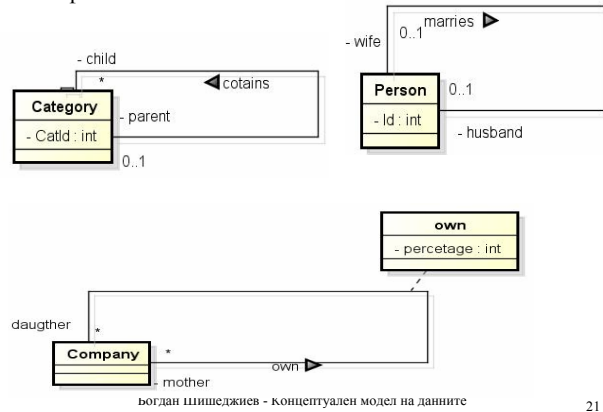 - child
*
cotains
Category
- parent
- CatId : int
0..1
marries
- wife
0..1
Person
0..1
- Id : int
- husband
own
- percetage : int
daugther
*
Company
*
own
- mother
Богдан Шишеджиев - Концептуален модел на данните
21